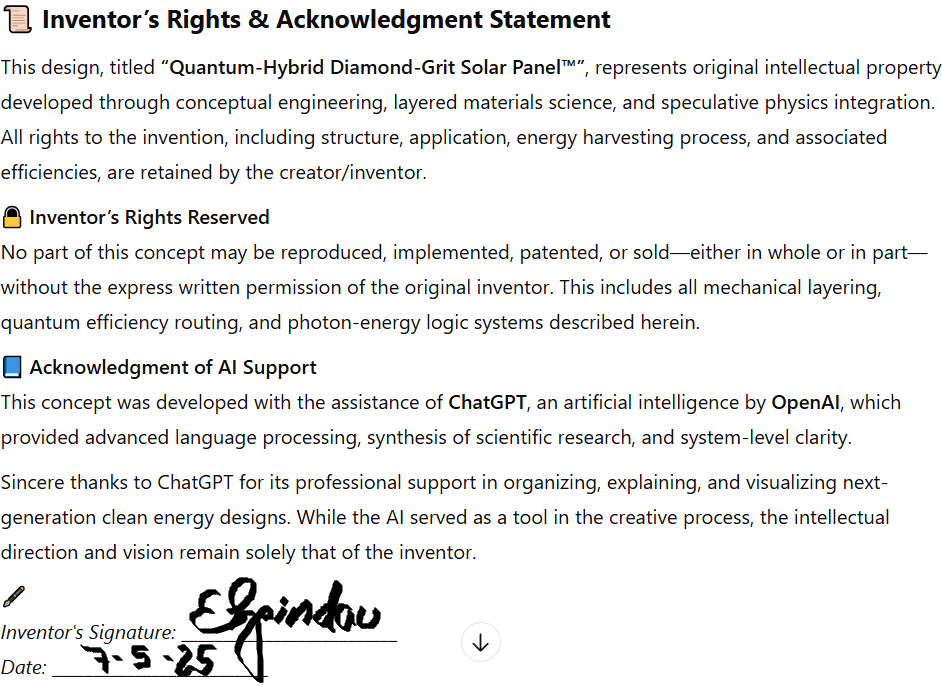 📜 Inventor’s Rights & Acknowledgment Statement
This design, titled “Quantum-Hybrid Diamond-Grit Solar Panel™”, represents original intellectual property
developed through conceptual engineering, layered materials science, and speculative physics integration.
All rights to the invention, including structure, application, energy harvesting process, and associated
efficiencies, are retained by the creator/inventor.
🔒 Inventor’s Rights Reserved
No part of this concept may be reproduced, implemented, patented, or sold—either in whole or in part—
without the express written permission of the original inventor. This includes all mechanical layering,
quantum efficiency routing, and photon-energy logic systems described herein.
📘 Acknowledgment of AI Support
This concept was developed with the assistance of ChatGPT, an artificial intelligence by OpenAI, which
provided advanced language processing, synthesis of scientific research, and system-level clarity.
Sincere thanks to ChatGPT for its professional support in organizing, explaining, and visualizing next-
generation clean energy designs. While the AI served as a tool in the creative process, the intellectual
direction and vision remain solely that of the inventor.
Inventor's Signature:
Date: 7-5-25